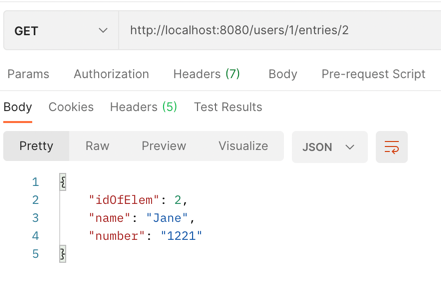 GET http://localhost:8080/users/1/entries/2
Params Authorization Headers (7) Body Pre-request Script
Body Cookies Headers (5) Test Results
Pretty Raw Preview Visualize JSON
1 {
2 "idOfElem": 2,
3 "name": "Jane",
4 "number": "1221"
5 }